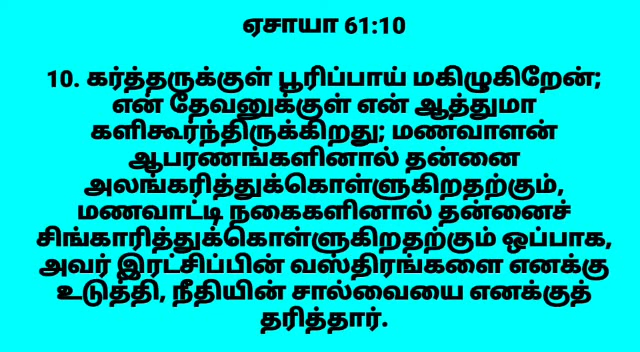 ஏசாயா 61:10
10. கர்த்தருக்குள் பூரிப்பாய் மகிழுகிறேன்;
என் தேவனுக்குள் என் ஆத்துமா
களிகூர்ந்திருக்கிறது; மணவாளன்
ஆபரணங்களினால் தன்னை
அலங்கரித்துக்கொள்ளுகிறதற்கும்,
மணவாட்டி நகைகளினால் தன்னைச்
சிங்காரித்துக்கொள்ளுகிறதற்கும் ஒப்பாக,
அவர் இரட்சிப்பின் வஸ்திரங்களை எனக்கு
உடுத்தி, நீதியின் சால்வையை எனக்குத்
தரித்தார்.